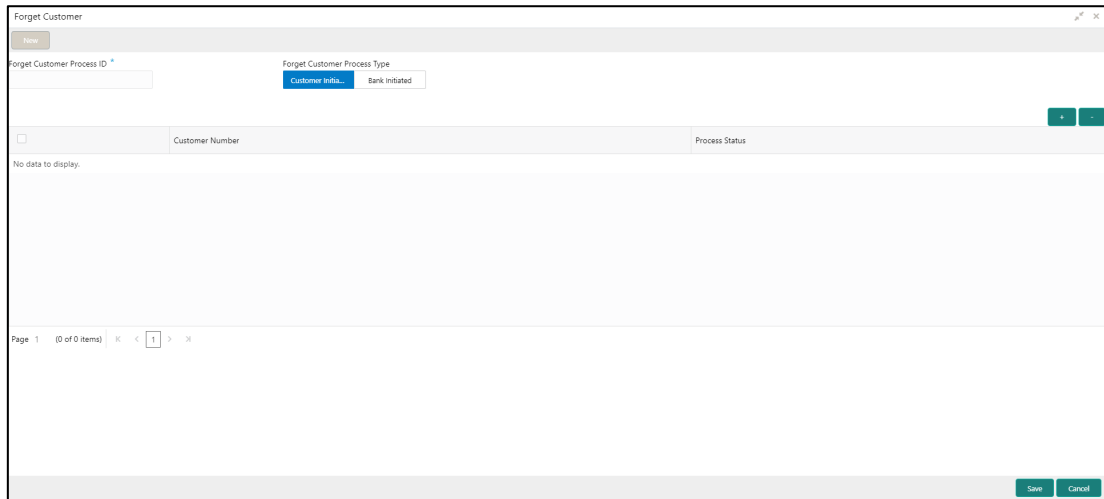 Forget Customer
New
Forget Customer Process ID *
Forget Customer Process Type
Customer Initia... Bank Initiated
+ -
Customer Number Process Status
No data to display.
Page 1 (0 of 0 items) 1
Save Cancel